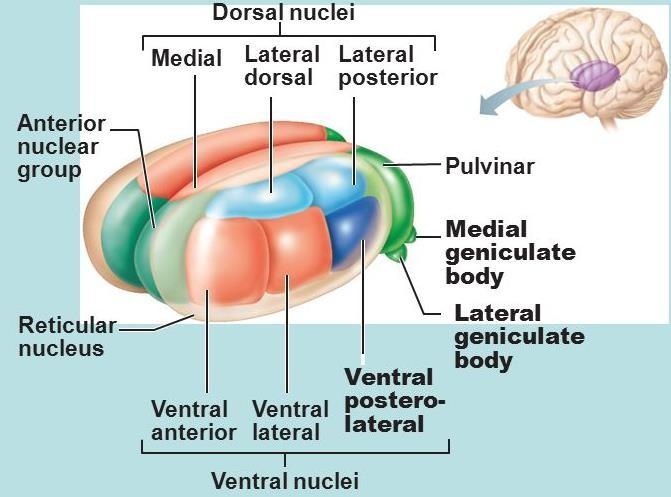 Dorsal nuclei
Medial
Lateral
dorsal
Lateral
posterior
Anterior
nuclear
group
Pulvinar
Medial
geniculate
body
Lateral
geniculate
body
Reticular
nucleus
Ventral
anterior
Ventral
lateral
Ventral
postero-
lateral
Ventral nuclei